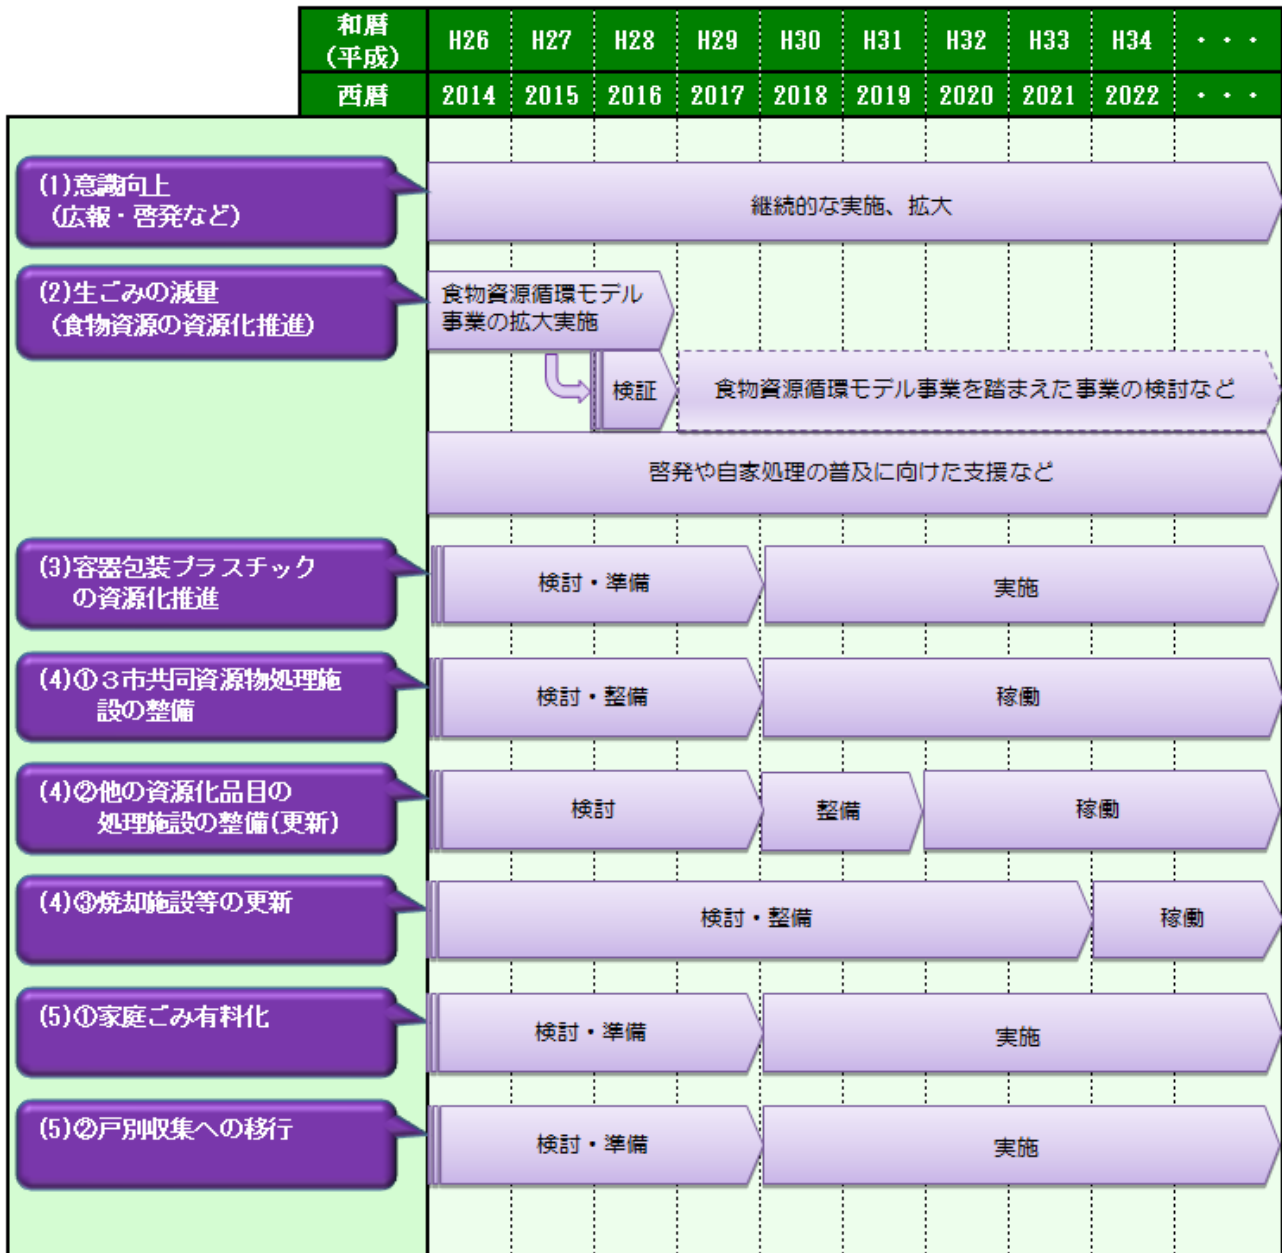 和暦
(平成)
H26 H27 H28 H29 H30 H31 H32 H33 H34 ・・・
西暦 2014 2015 2016 2017 2018 2019 2020 2021 2022 ・・・
(1)意識向上
(広報・啓発など)
継続的な実施、拡大
(2)生ごみの減量
(食物資源の資源化推進)
食物資源循環モデル
事業の拡大実施
検証
食物資源循環モデル事業を踏まえた事業の検討など
啓発や自家処理の普及に向けた支援など
(3)容器包装プラスチック
の資源化推進
検討・準備
実施
(4)①３市共同資源物処理施
設の整備
検討・整備
稼働
(4)②他の資源化品目の
処理施設の整備(更新)
検討
整備
稼働
(4)③焼却施設等の更新
検討・整備
稼働
(5)①家庭ごみ有料化
検討・準備
実施
(5)②戸別収集への移行
検討・準備
実施